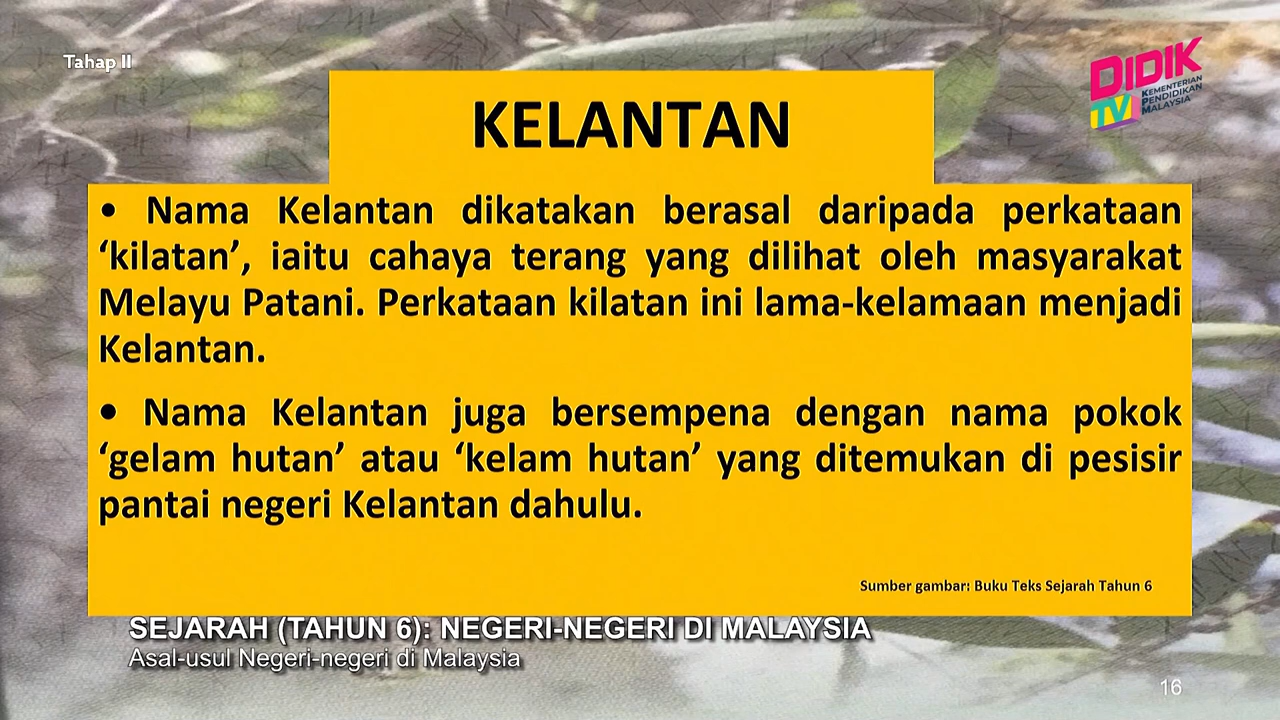 Tahap II
DIDIK
TV
KEMENTERIAN
PENDIDIKAN
MALAYSIA
KELANTAN
• Nama Kelantan dikatakan berasal daripada perkataan
‘kilatan’, iaitu cahaya terang yang dilihat oleh masyarakat
Melayu Patani. Perkataan kilatan ini lama-kelamaan menjadi
Kelantan.
• Nama Kelantan juga bersempena dengan nama pokok
‘gelam hutan’ atau ‘kelam hutan’ yang ditemukan di pesisir
pantai negeri Kelantan dahulu.
Sumber gambar: Buku Teks Sejarah Tahun 6
SEJARAH (TAHUN 6): NEGERI-NEGERI DI MALAYSIA
Asal-usul Negeri-negeri di Malaysia
16